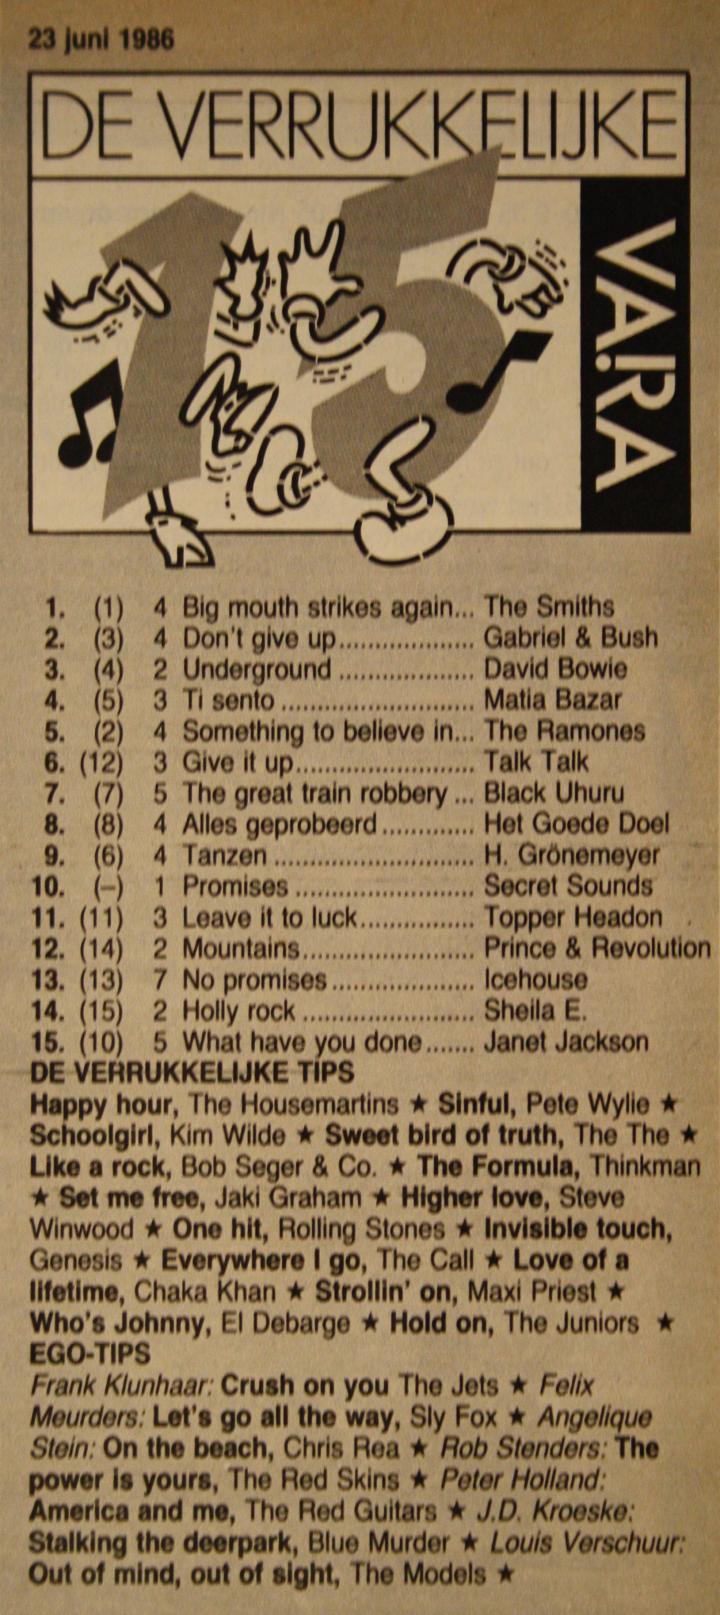 23 juni 1986
DE VERRUKKELIJKE
15
VARA
1. (1) 4 Big mouth strikes again... The Smiths
2. (3) 4 Don't give up.................... Gabriel & Bush
3. (4) 2 Underground .................... David Bowie
4. (5) 3 Ti sento ............................ Matia Bazar
5. (2) 4 Something to believe in... The Ramones
6. (12) 3 Give it up.......................... Talk Talk
7. (7) 5 The great train robbery ... Black Uhuru
8. (8) 4 Alles geprobeerd ............. Het Goede Doel
9. (6) 4 Tanzen ............................. H. Grönemeyer
10. (–) 1 Promises .......................... Secret Sounds
11. (11) 3 Leave it to luck................. Topper Headon
12. (14) 2 Mountains......................... Prince & Revolution
13. (13) 7 No promises ..................... Icehouse
14. (15) 2 Holly rock ......................... Sheila E.
15. (10) 5 What have you done....... Janet Jackson
DE VERRUKKELIJKE TIPS
Happy hour, The Housemartins ★ Sinful, Pete Wylie ★
Schoolgirl, Kim Wilde ★ Sweet bird of truth, The The ★
Like a rock, Bob Seger & Co. ★ The Formula, Thinkman
★ Set me free, Jaki Graham ★ Higher love, Steve
Winwood ★ One hit, Rolling Stones ★ Invisible touch,
Genesis ★ Everywhere I go, The Call ★ Love of a
lifetime, Chaka Khan ★ Strollin' on, Maxi Priest ★
Who's Johnny, El Debarge ★ Hold on, The Juniors ★
EGO-TIPS
Frank Klunhaar: Crush on you The Jets ★ Felix
Meurders: Let's go all the way, Sly Fox ★ Angelique
Stein: On the beach, Chris Rea ★ Rob Stenders: The
power is yours, The Red Skins ★ Peter Holland:
America and me, The Red Guitars ★ J.D. Kroeske:
Stalking the deerpark, Blue Murder ★ Louis Verschuur:
Out of mind, out of sight, The Models ★